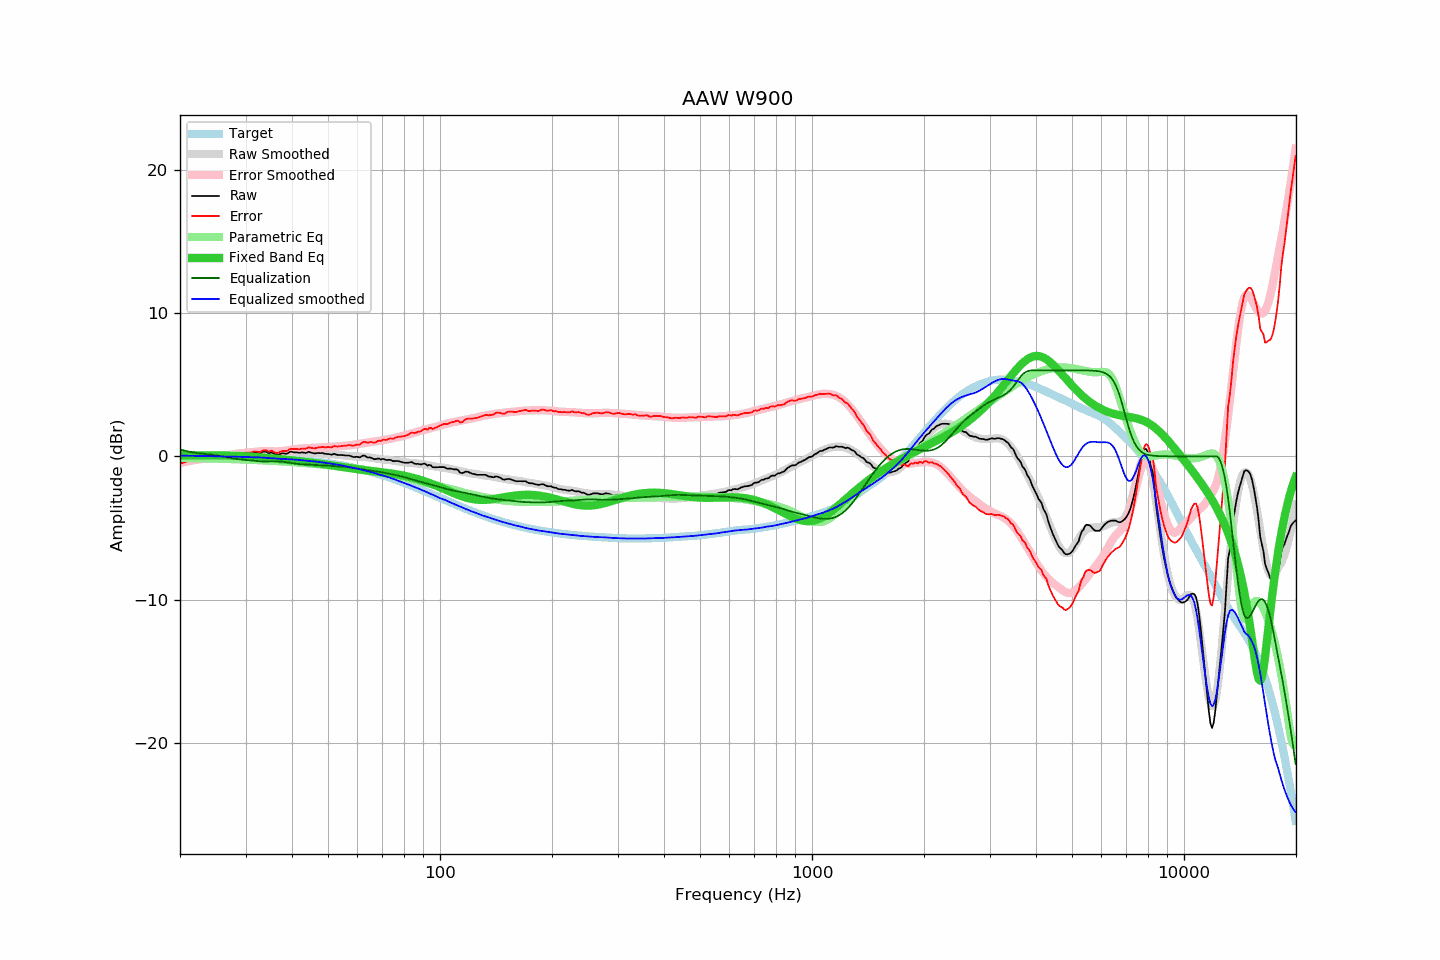 AAW W900
Target
Raw Smoothed
Error Smoothed
Raw
Error
Parametric Eq
Fixed Band Eq
Equalization
Equalized smoothed
20
10
0
−10
−20
Amplitude (dBr)
100
1000
10000
Frequency (Hz)